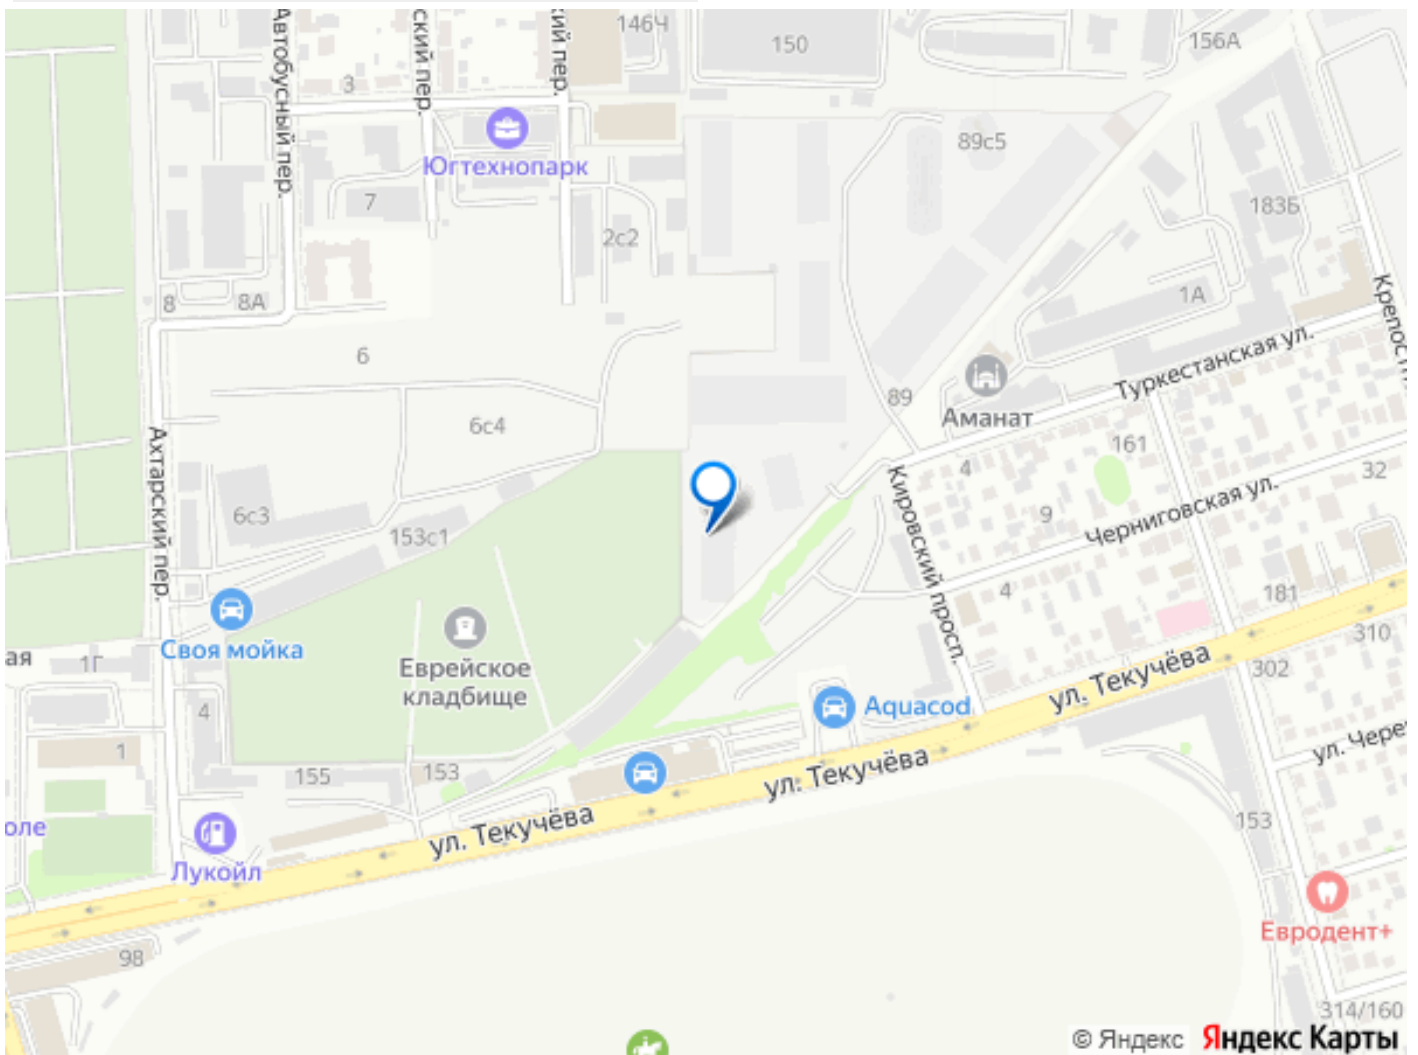 Автобусный пер.
ский пер.
кий пер.
146Ч
150
156А
3
Югтехнопарк
7
2с2
89с5
183Б
8
8А
1А
6
Туркестанская ул.
Крепостн
89
Аманат
6с4
Ахтарский пер.
6с3
153с1
Кировский просп.
4
161
9
Черниговская ул.
32
4
181
310
302
ая
1Г
Своя мойка
Еврейское
кладбище
4
1
155
153
Aquacod
ул. Текучёва
ул. Текучёва
ул. Текучёва
ул. Чере
153
оле
Лукойл
98
Евродент+
314/160
© Яндекс Яндекс Карты